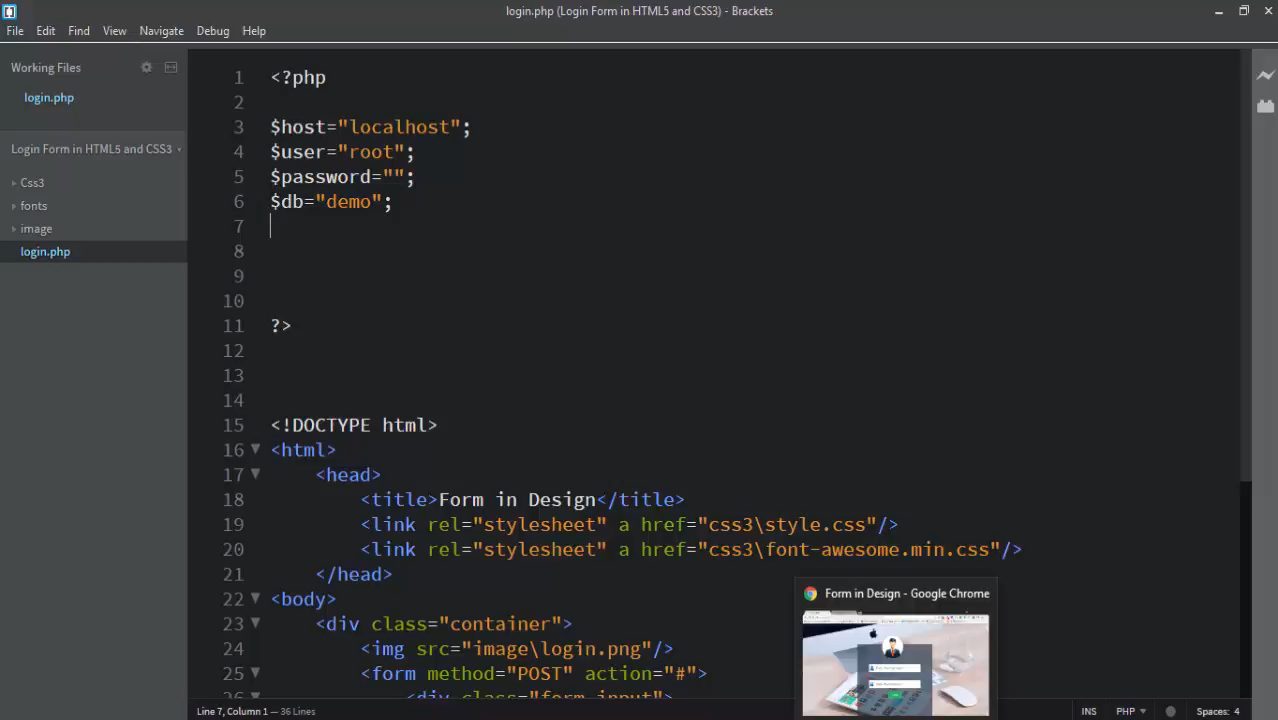 login.php (Login Form in HTML5 and CSS3) - Brackets
File Edit Find View Navigate Debug Help
Working Files
login.php
Login Form in HTML5 and CSS3
Css3
fonts
image
login.php
1 <?php
2
3 $host="localhost";
4 $user="root";
5 $password="";
6 $db="demo";
7
8
9
10
11 ?>
12
13
14
15 <!DOCTYPE html>
16 <html>
17 <head>
18 <title>Form in Design</title>
19 <link rel="stylesheet" a href="css3\style.css"/>
20 <link rel="stylesheet" a href="css3\font-awesome.min.css"/>
21 </head>
22 <body>
23 <div class="container">
24 <img src="image\login.png"/>
25 <form method="POST" action="#">
26 <div class="form_input">
Form in Design - Google Chrome
Line 7, Column 1 — 36 Lines
INS PHP Spaces: 4